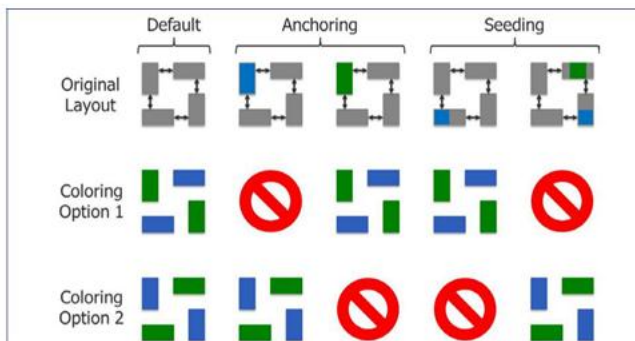 Default Anchoring Seeding
Original
Layout
Coloring
Option 1
Coloring
Option 2